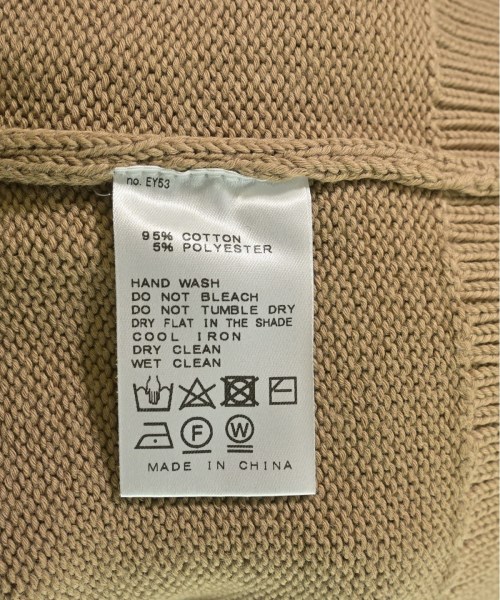 no. EY53
95% COTTON
5% POLYESTER
HAND WASH
DO NOT BLEACH
DO NOT TUMBLE DRY
DRY FLAT IN THE SHADE
COOL IRON
DRY CLEAN
WET CLEAN
F W
MADE IN CHINA